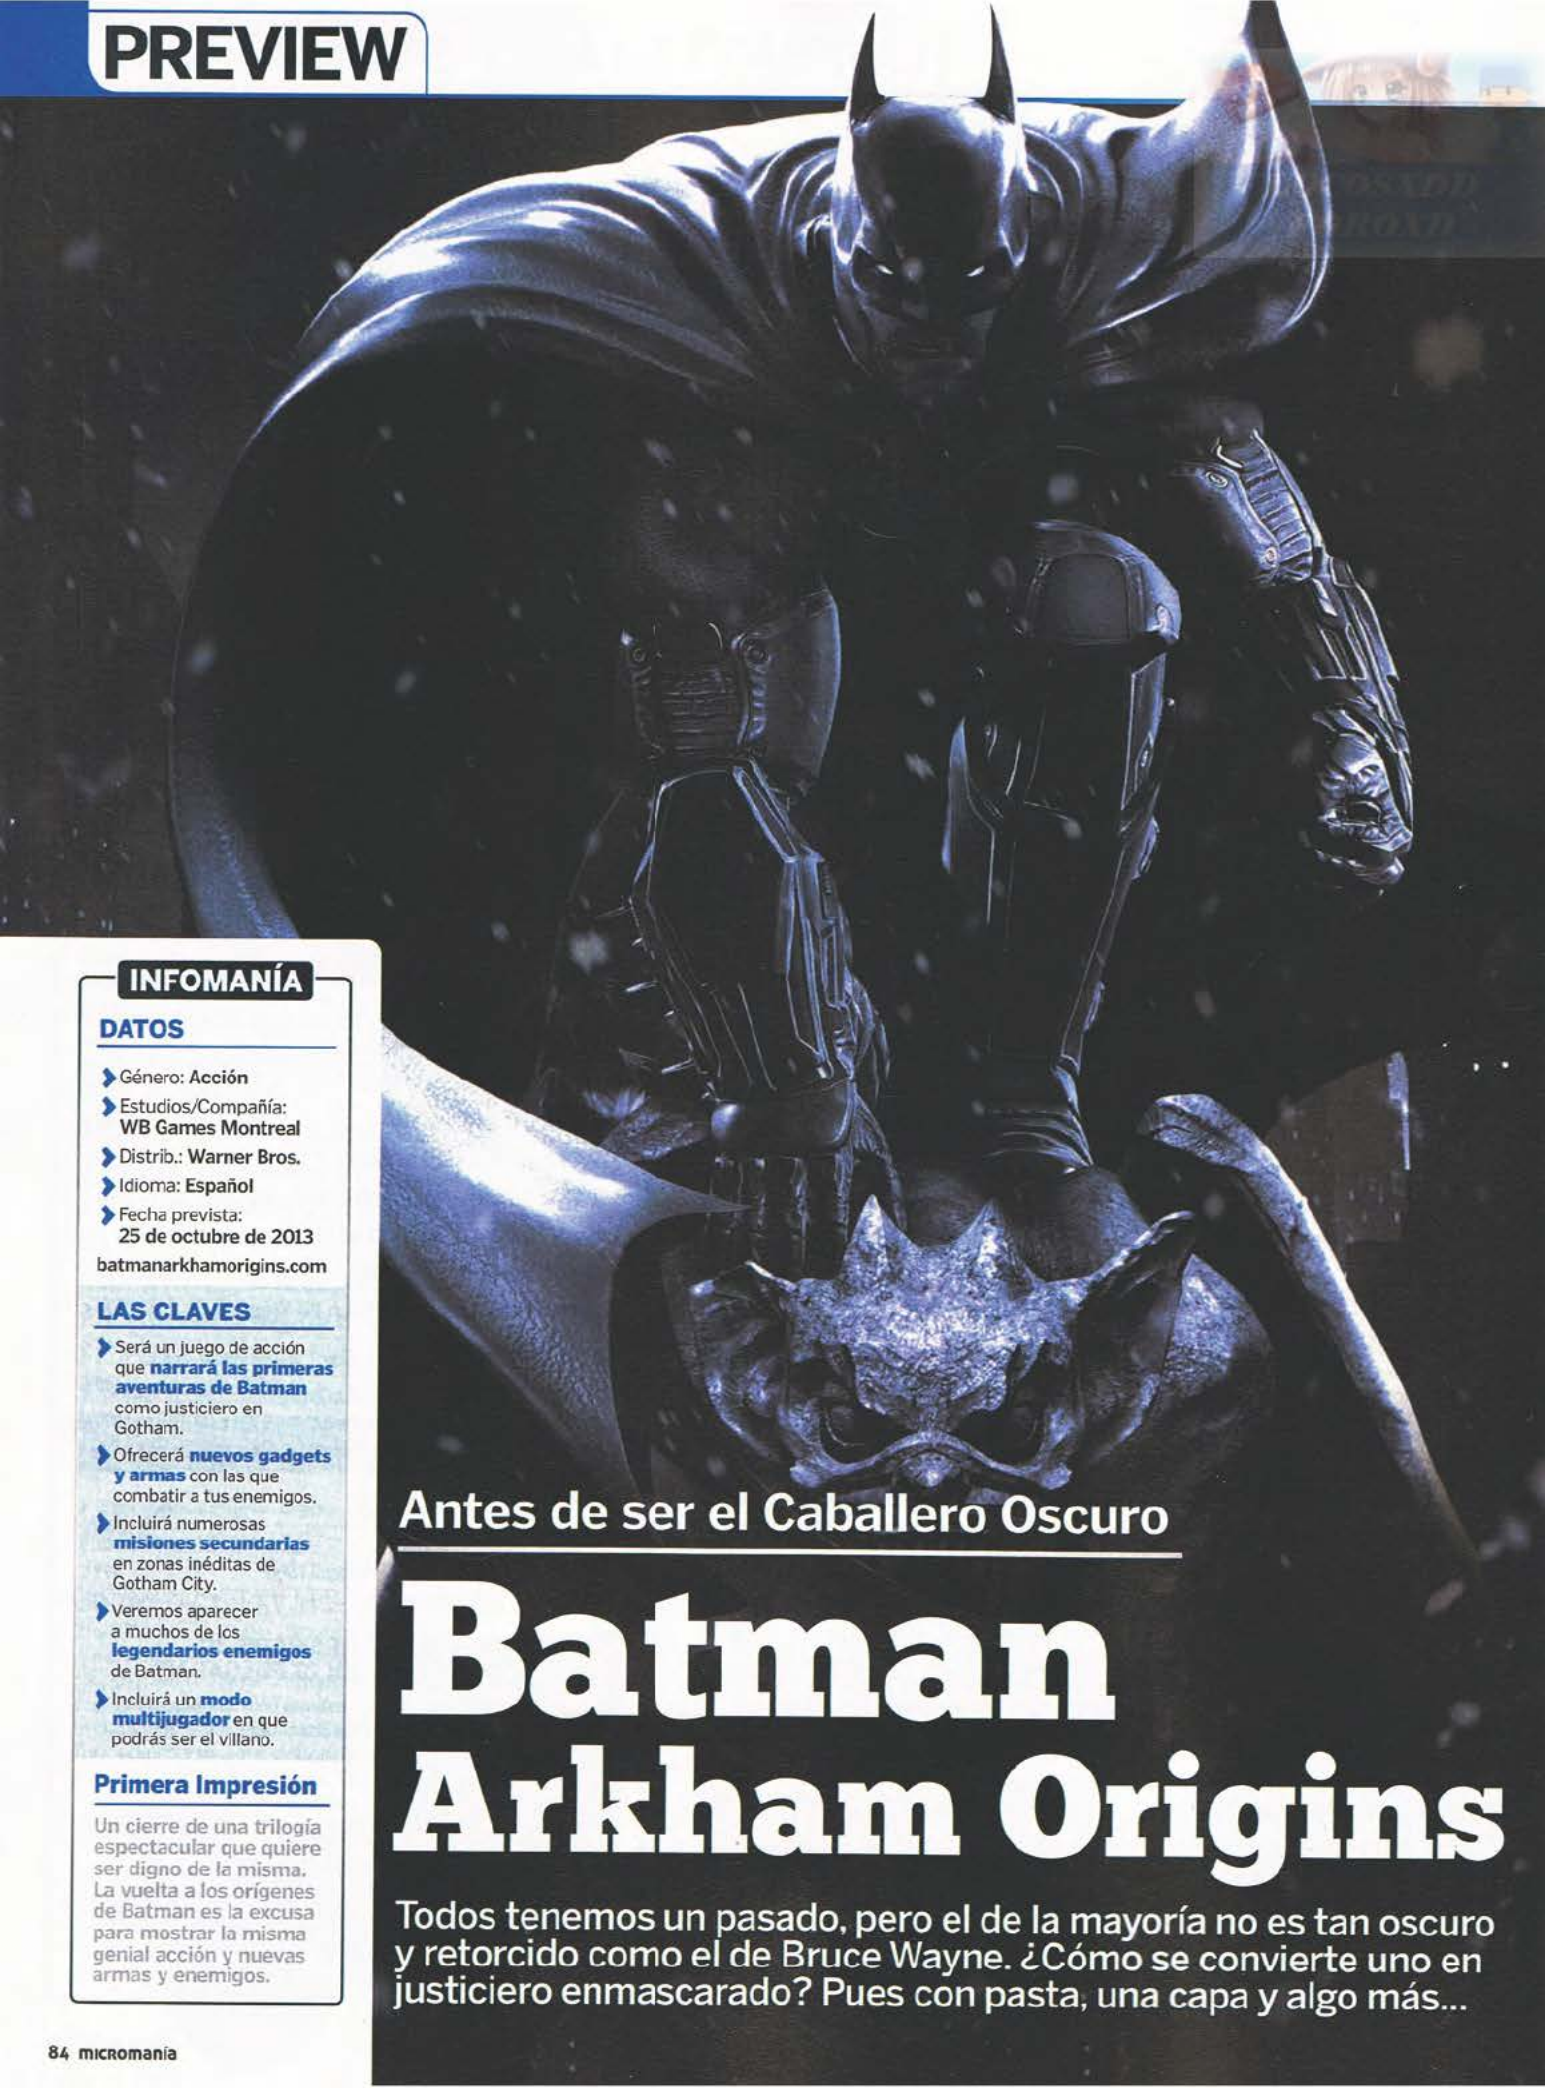 PREVIEW
INFOMANÍA
DATOS
Género: Acción
Estudios/Compañía:
WB Games Montreal
Distrib.: Warner Bros.
Idioma: Español
Fecha prevista:
25 de octubre de 2013
batmanarkhamorigins.com
LAS CLAVES
Será un juego de acción
que narrará las primeras
aventuras de Batman
como justiciero en
Gotham.
Ofrecerá nuevos gadgets
y armas con las que
combatir a tus enemigos.
Incluirá numerosas
misiones secundarias
en zonas inéditas de
Gotham City.
Veremos aparecer
a muchos de los
legendarios enemigos
de Batman.
Incluirá un modo
multijugador en que
podrás ser el villano.
Primera Impresión
Un cierre de una trilogía
espectacular que quiere
ser digno de la misma.
La vuelta a los orígenes
de Batman es la excusa
para mostrar la misma
genial acción y nuevas
armas y enemigos.
Antes de ser el Caballero Oscuro
Batman
Arkham Origins
Todos tenemos un pasado, pero el de la mayoría no es tan oscuro
y retorcido como el de Bruce Wayne. ¿Cómo se convierte uno en
justiciero enmascarado? Pues con pasta, una capa y algo más...
84 micromanía